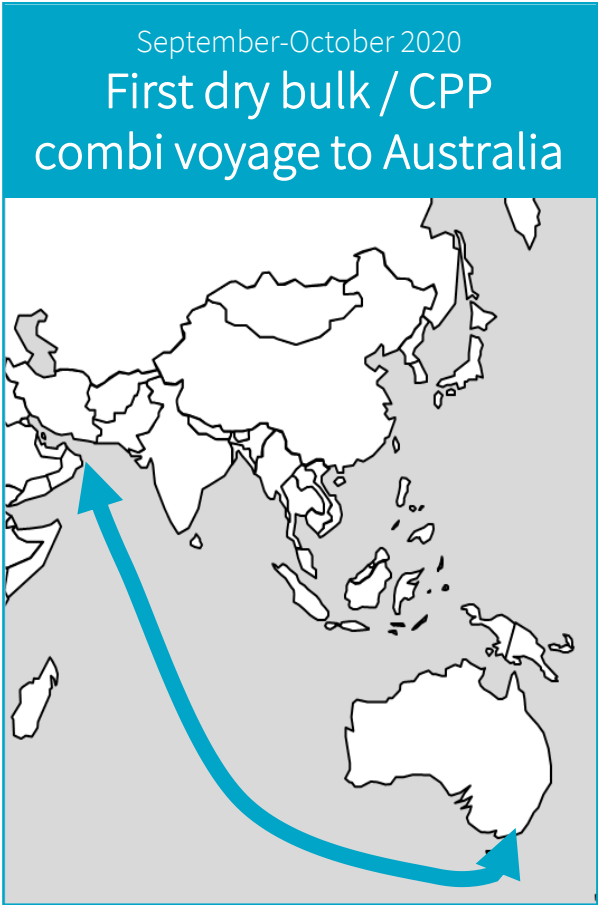 September-October 2020
First dry bulk / CPP
combi voyage to Australia